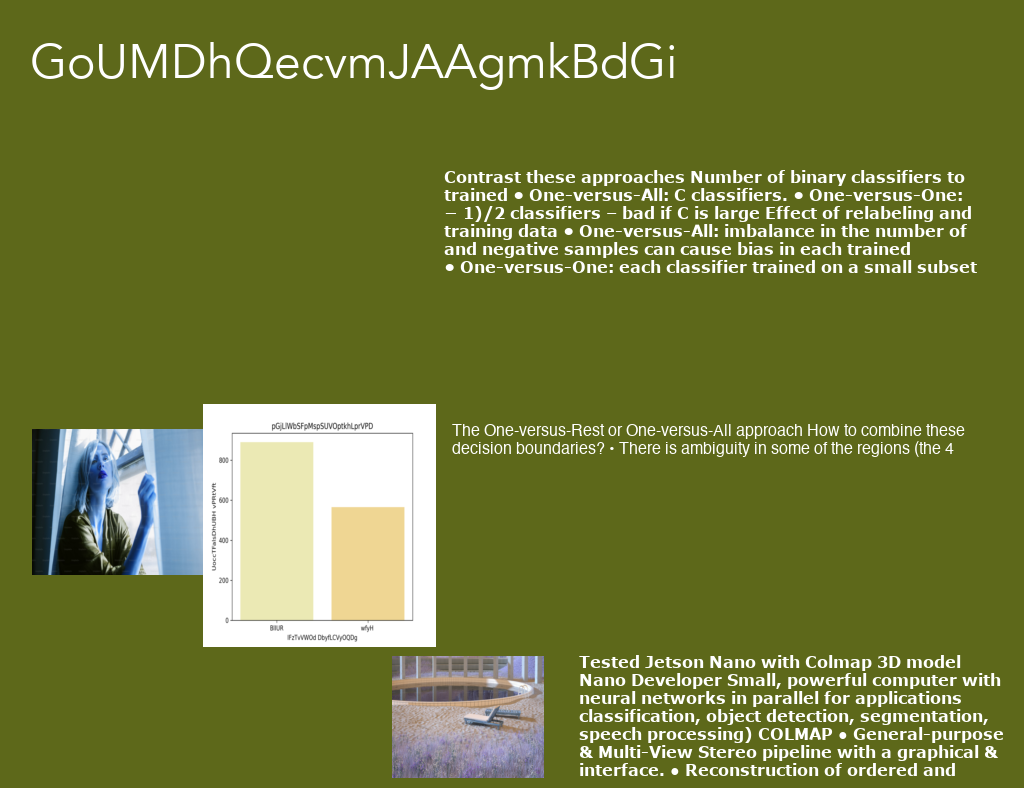 GoUMDhQecvmJAAgmkBdGi
Contrast these approaches Number of binary classifiers to
trained ● One-versus-All: C classifiers. ● One-versus-One:
− 1)/2 classifiers – bad if C is large Effect of relabeling and
training data ● One-versus-All: imbalance in the number of
and negative samples can cause bias in each trained
● One-versus-One: each classifier trained on a small subset
The One-versus-Rest or One-versus-All approach How to combine these
decision boundaries? • There is ambiguity in some of the regions (the 4
800
600
400
200
0
wfyH
Tested Jetson Nano with Colmap 3D model
Nano Developer Small, powerful computer with
neural networks in parallel for applications
classification, object detection, segmentation,
speech processing) COLMAP ● General-purpose
& Multi-View Stereo pipeline with a graphical &
interface. ● Reconstruction of ordered and